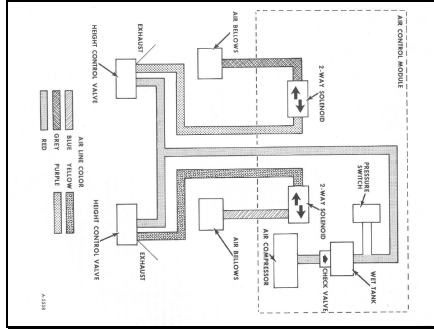 AIR CONTROL MODULE
PRESSURE
SWITCH
WET TANK
CHECK VALVE
AIR COMPRESSOR
2-WAY SOLENOID
2-WAY SOLENOID
AIR BELLOWS
AIR BELLOWS
EXHAUST
HEIGHT CONTROL VALVE
EXHAUST
HEIGHT CONTROL VALVE
AIR LINE COLOR
BLUE
YELLOW
GREY
PURPLE
RED
A-5538